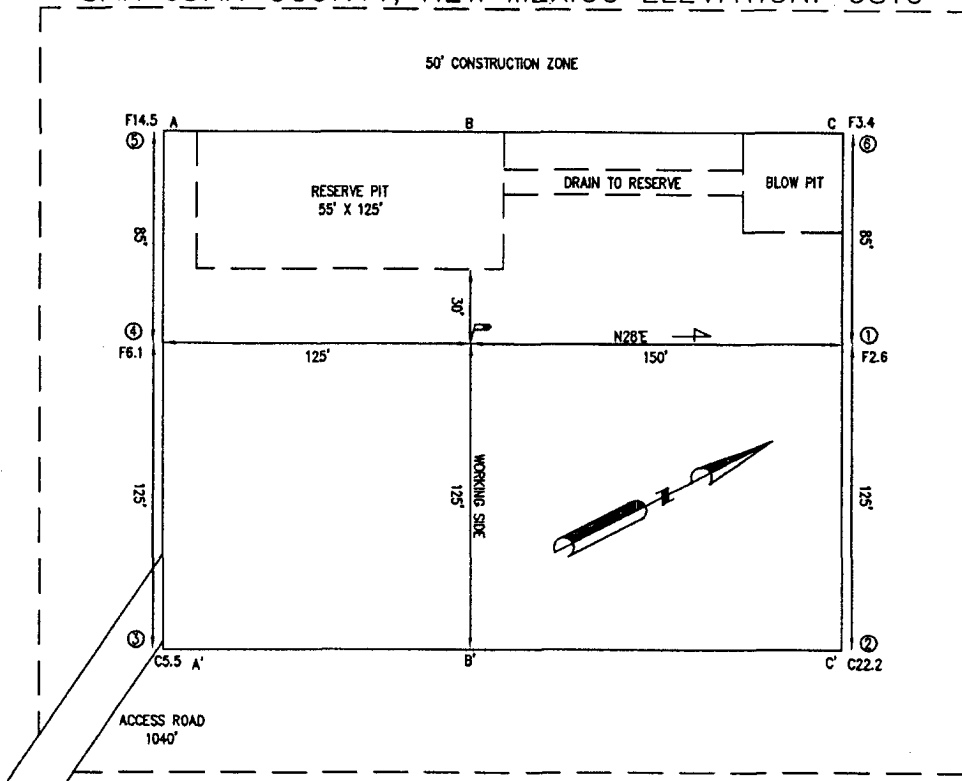 50' CONSTRUCTION ZONE
F14.5 A B C F3.4
⑤ ⑥
RESERVE PIT
55' X 125'
DRAIN TO RESERVE
BLOW PIT
85' 85'
30'
④ ①
N28°E
F6.1 125' 150' F2.6
125' WORKING SIDE 125' 125'
N
③ ②
C5.5 A' B' C' C22.2
ACCESS ROAD
1040'